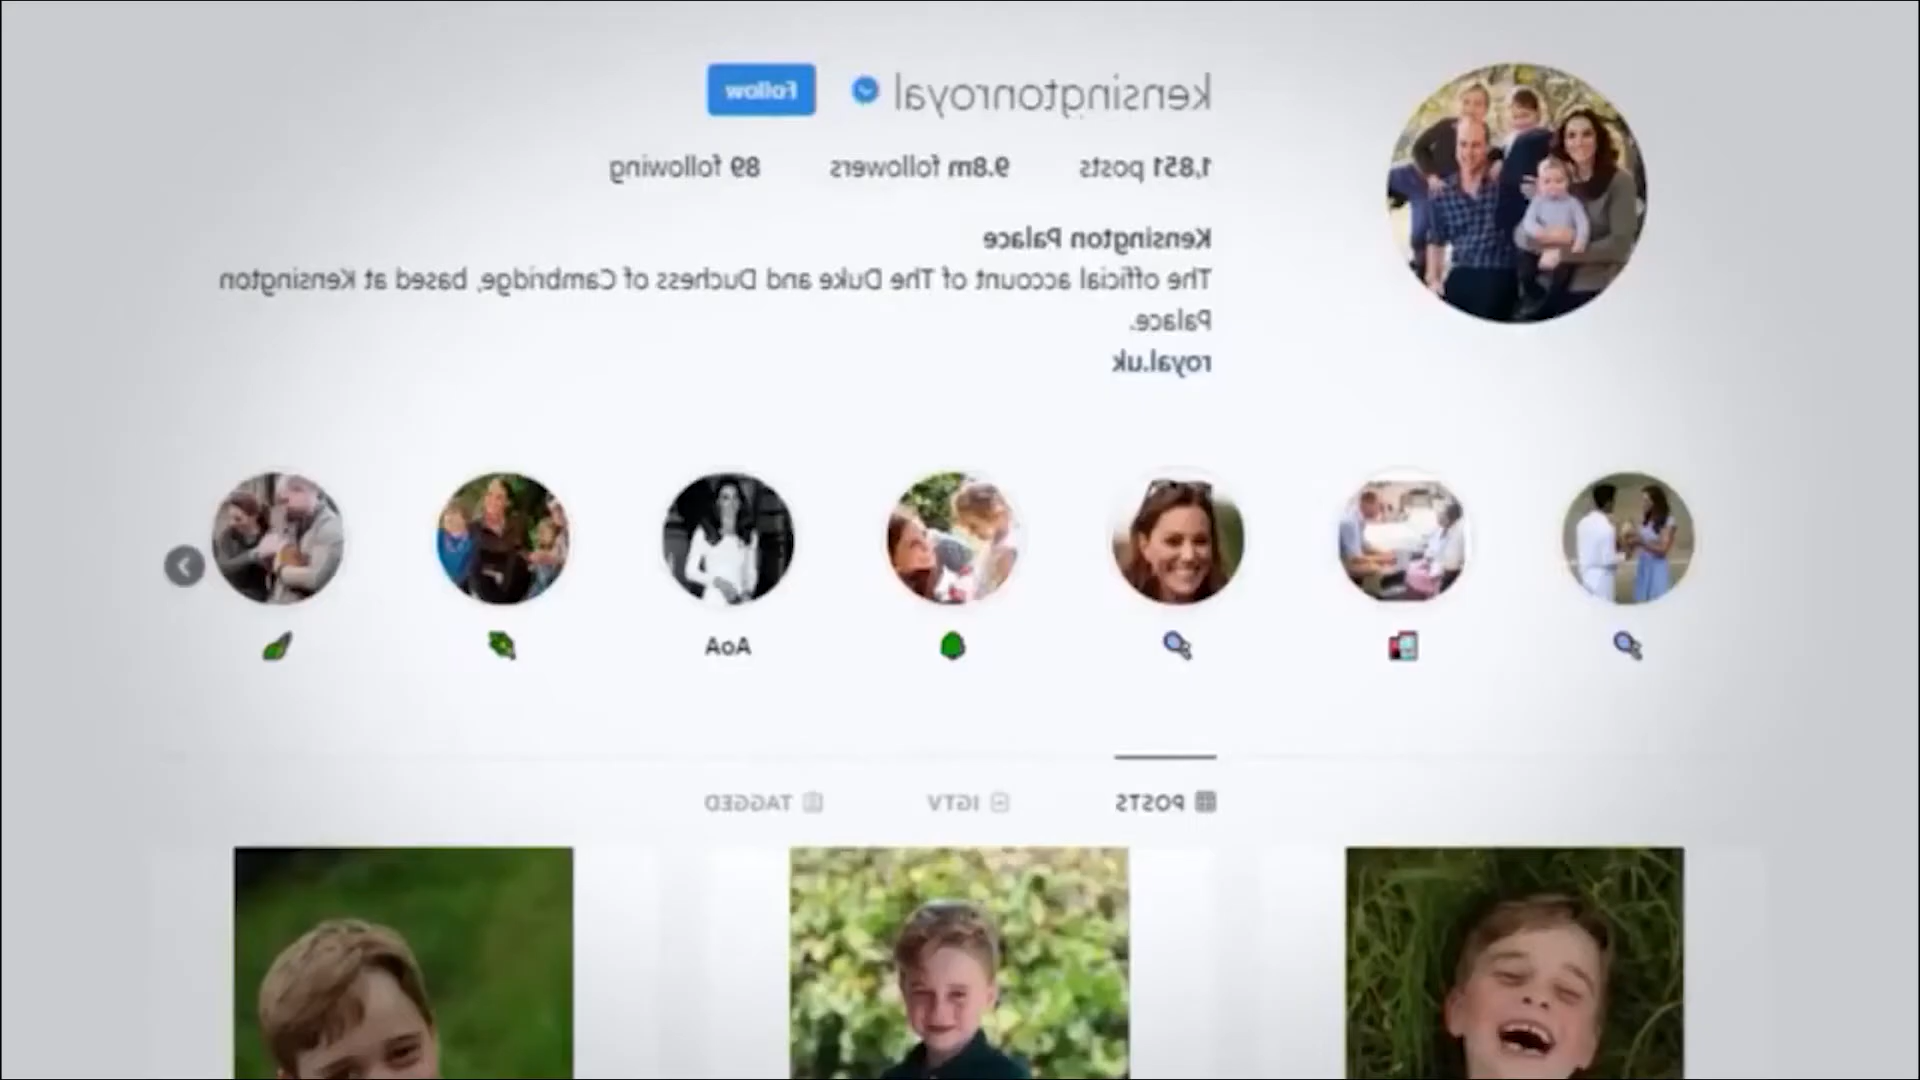 kensingtonroyal Follow
1,851 posts 9.8m followers 89 following
Kensington Palace
The official account of The Duke and Duchess of Cambridge, based at Kensington
Palace.
royal.uk
AoA
POSTS IGTV TAGGED